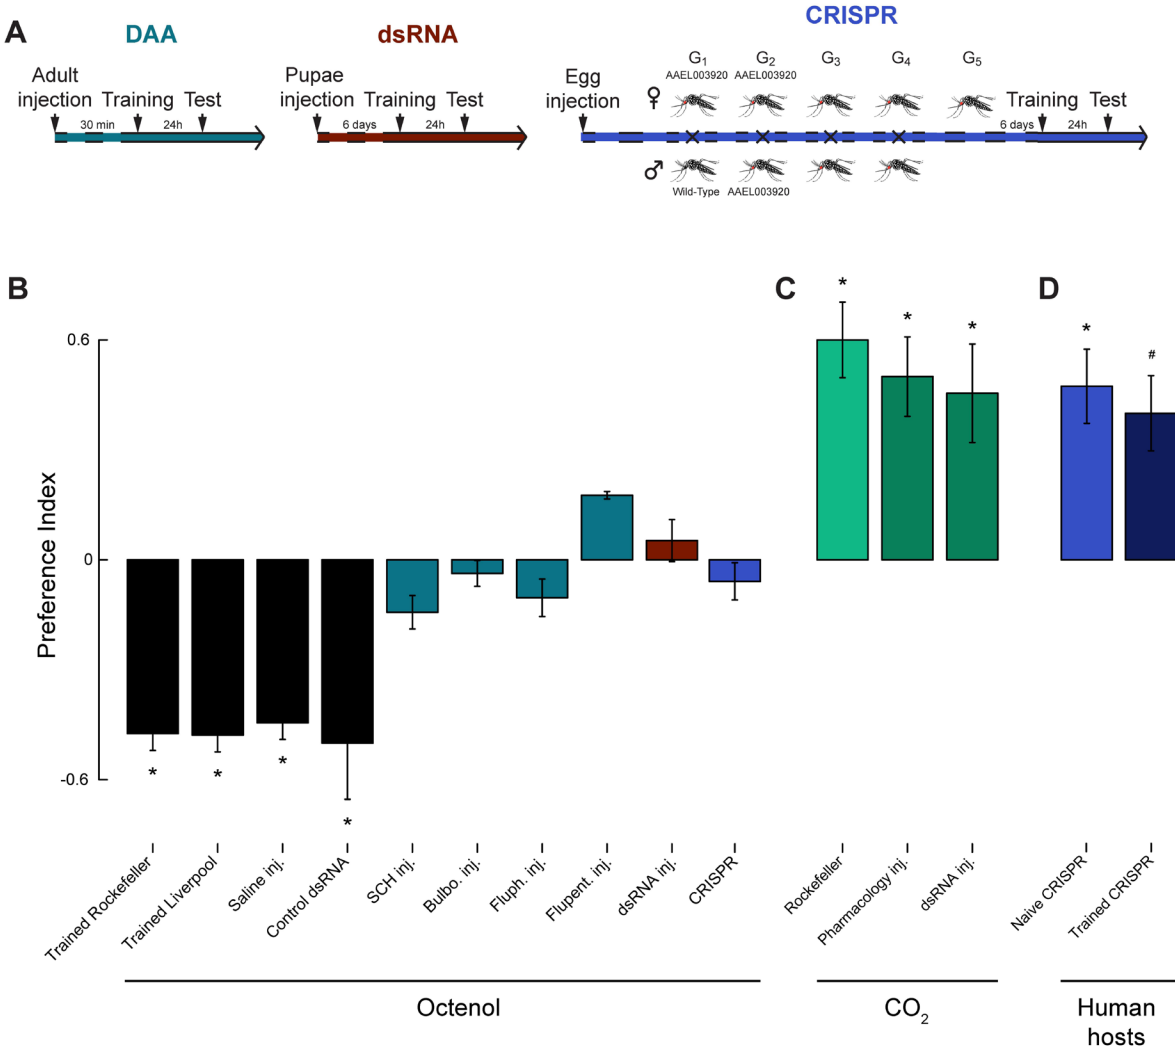 A
DAA
Adult
injection
Training
Test
30 min
24h
dsRNA
Pupae
injection
Training
Test
6 days
24h
CRISPR
Egg
injection
G1
G2
G3
G4
G5
AAEL003920
AAEL003920
♀
Training
Test
6 days
24h
♂
Wild-Type
AAEL003920
B
Preference Index
0.6
0
-0.6
*
*
*
*
Trained Rockefeller
Trained Liverpool
Saline inj.
Control dsRNA
SCH inj.
Bulbo. inj.
Fluph. inj.
Flupent. inj.
dsRNA inj.
CRISPR
Octenol
C
*
*
*
Rockefeller
Pharmacology inj.
dsRNA inj.
CO2
D
*
#
Naive CRISPR
Trained CRISPR
Human
hosts